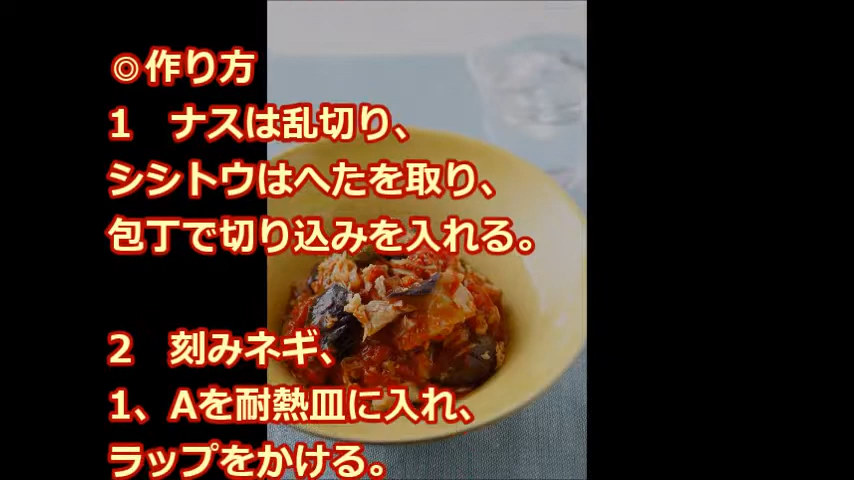 ◎作り方
1　ナスは乱切り、
シシトウはへたを取り、
包丁で切り込みを入れる。
2　刻みネギ、
1、Aを耐熱皿に入れ、
ラップをかける。